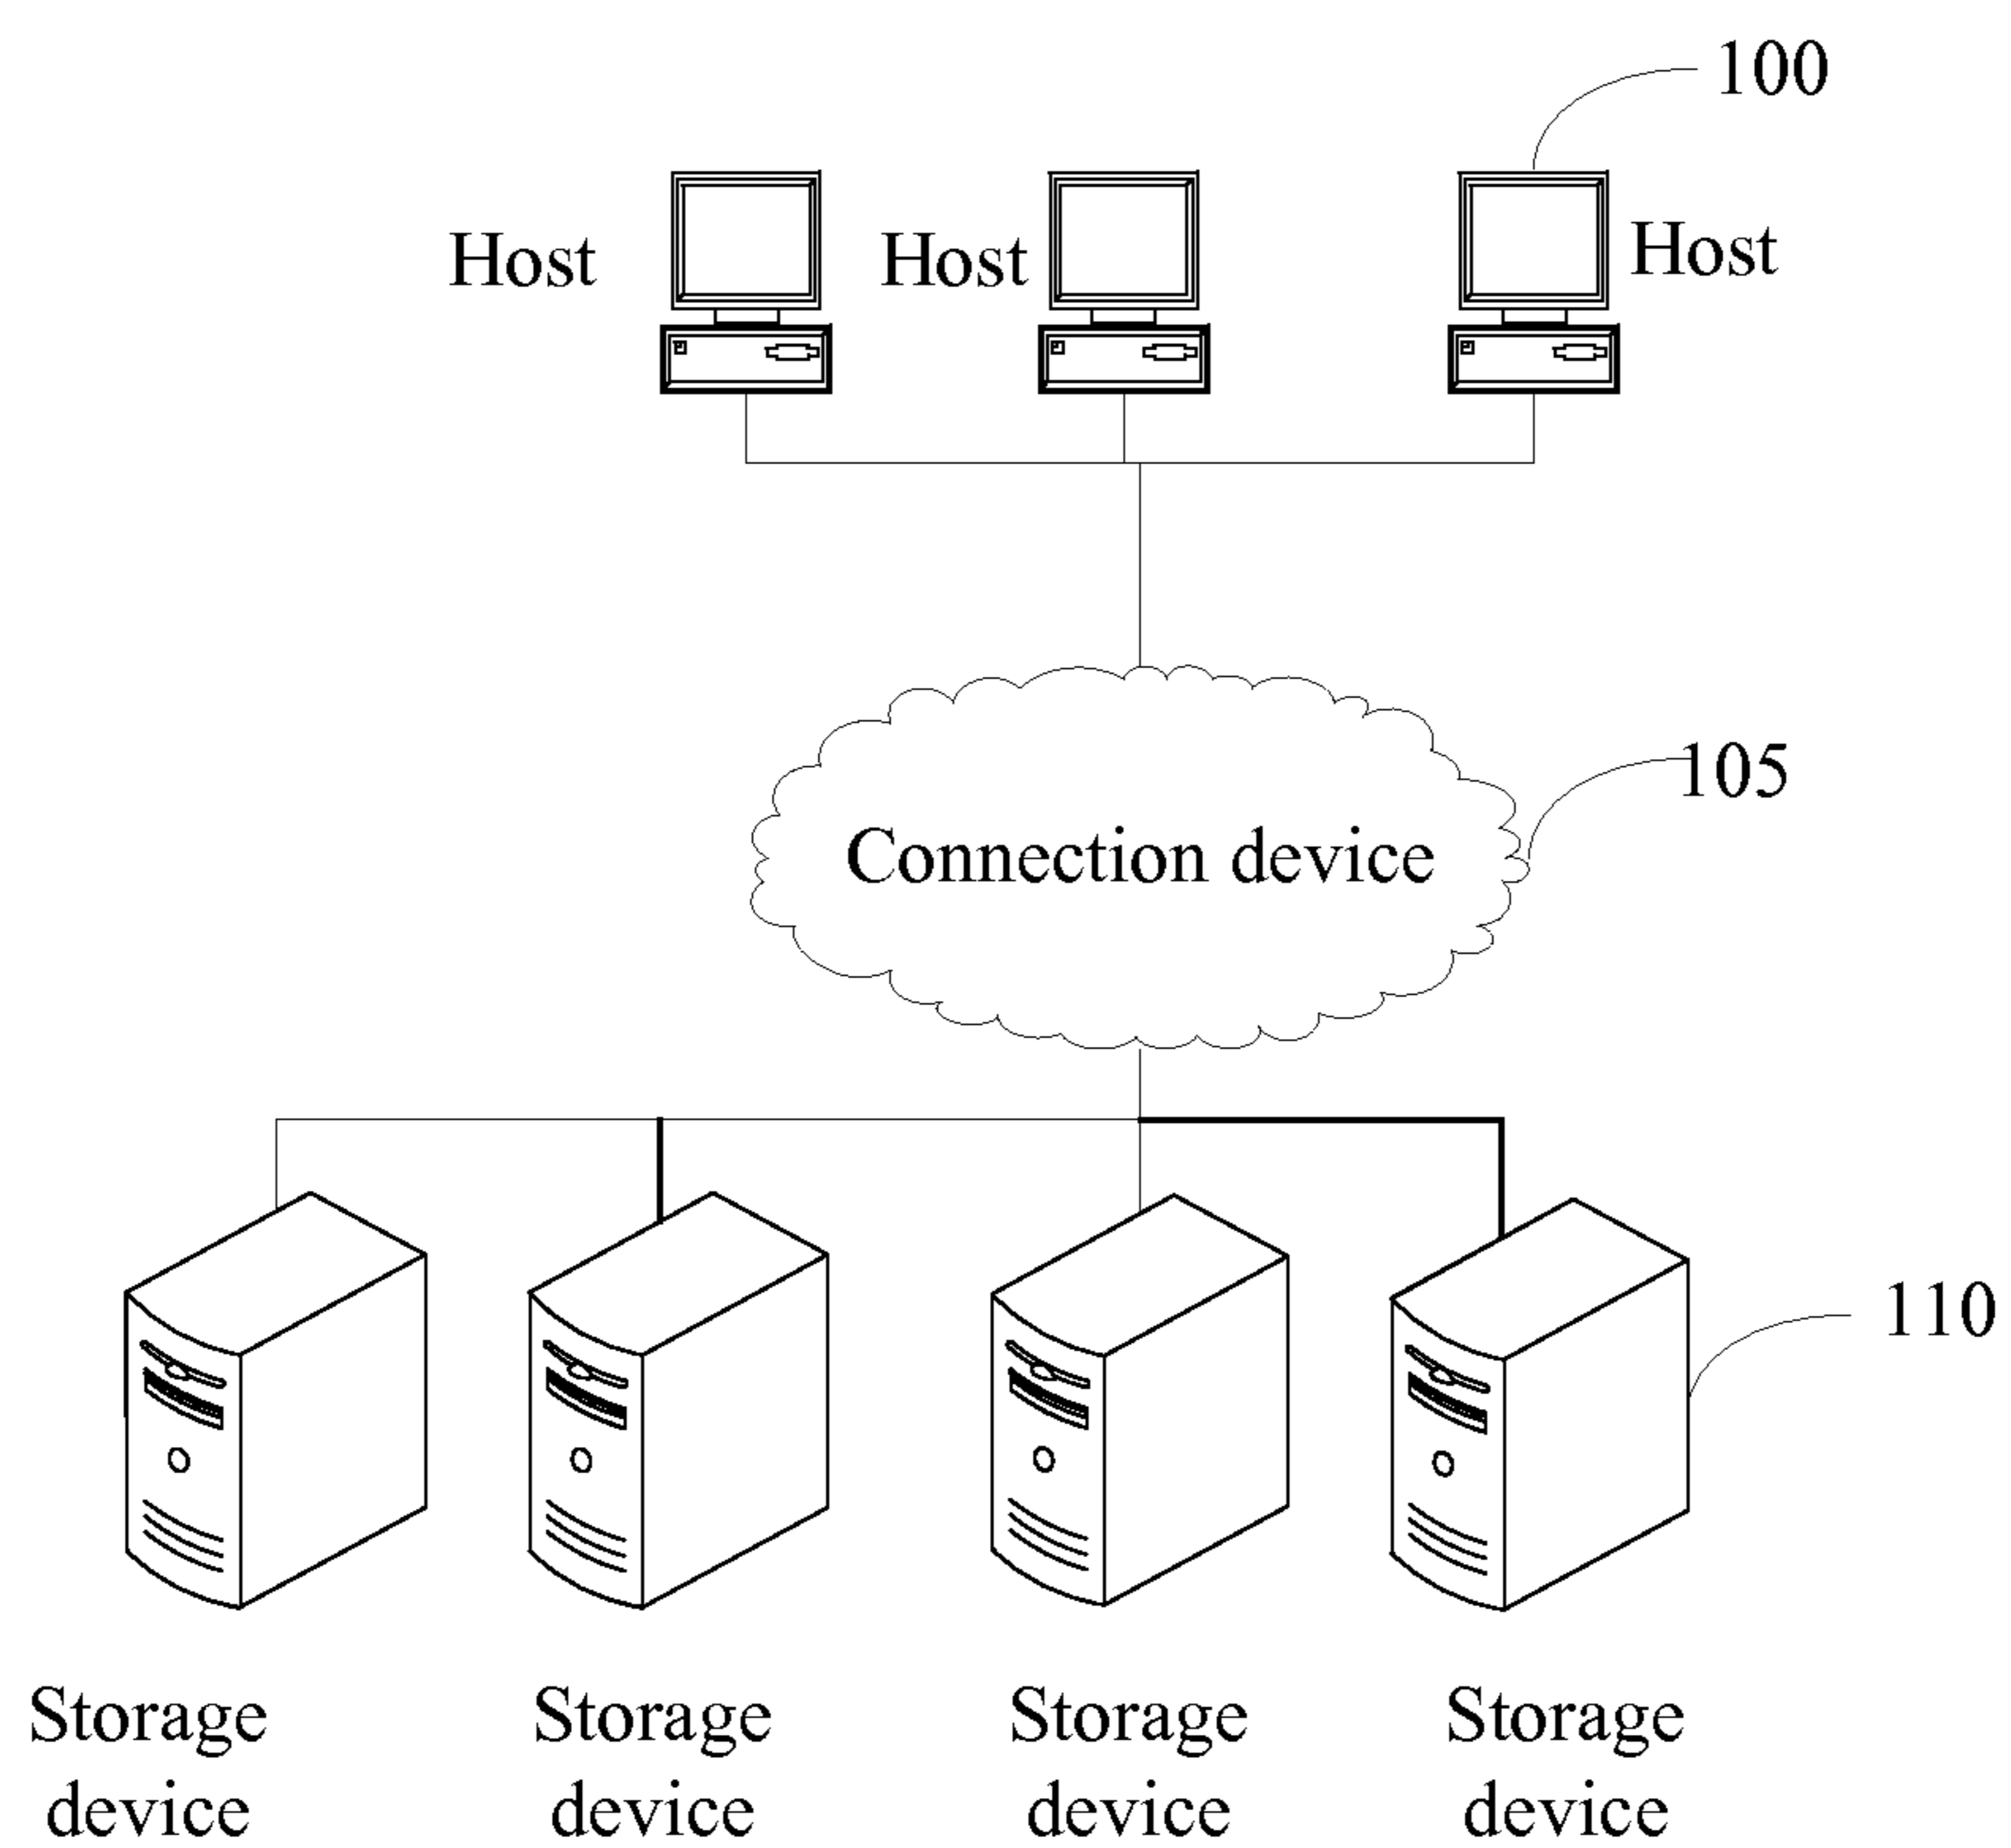 100
Host
Host
Host
105
Connection device
110
Storage
device
Storage
device
Storage
device
Storage
device